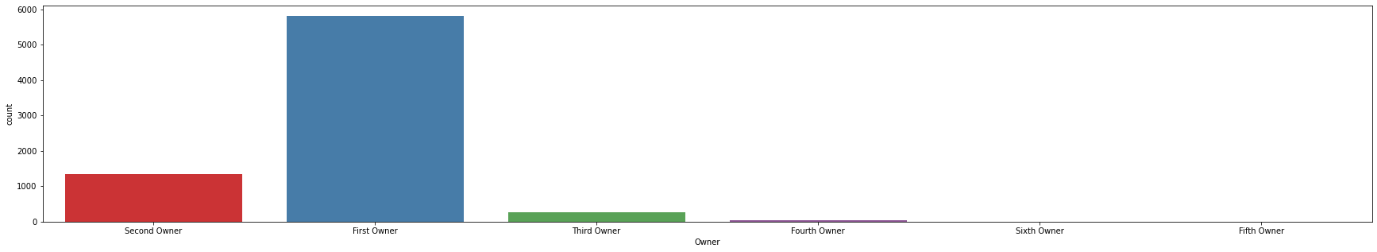 6000
5000
4000
3000
2000
1000
0
count
Second Owner
First Owner
Third Owner
Fourth Owner
Sixth Owner
Fifth Owner
Owner